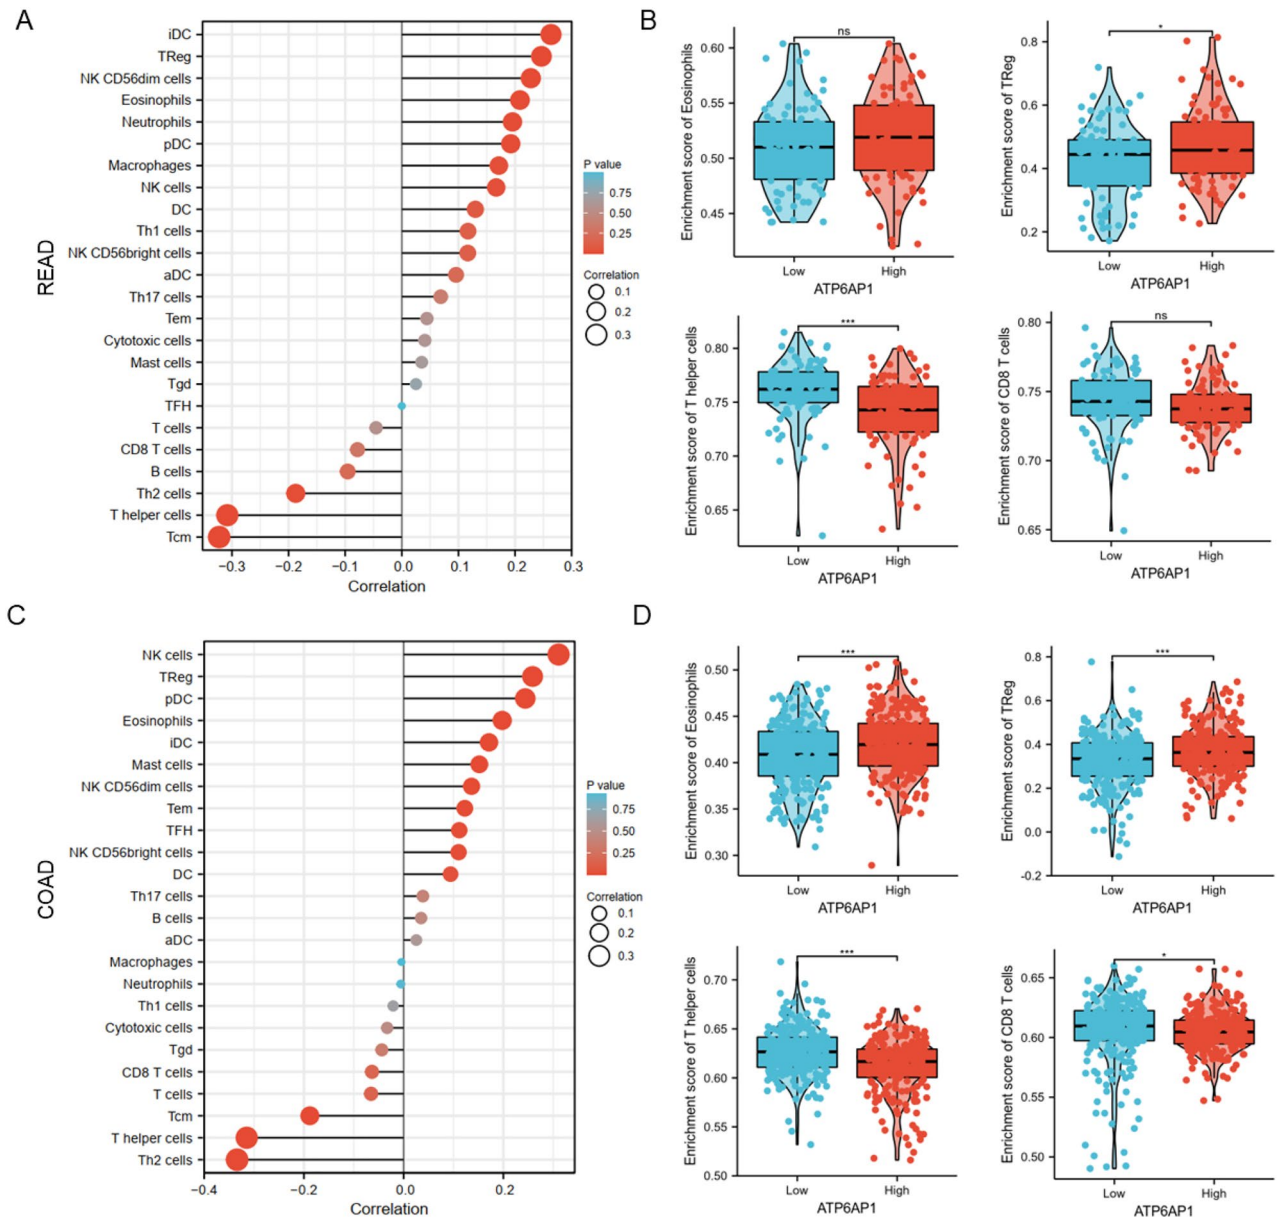 A
READ
iDC
TReg
NK CD56dim cells
Eosinophils
Neutrophils
pDC
Macrophages
NK cells
DC
Th1 cells
NK CD56bright cells
aDC
Th17 cells
Tem
Cytotoxic cells
Mast cells
Tgd
TFH
T cells
CD8 T cells
B cells
Th2 cells
T helper cells
Tcm
−0.3 −0.2 −0.1 0.0 0.1 0.2 0.3
Correlation
P value
0.75
0.50
0.25
Correlation
0.1
0.2
0.3
B
Enrichment score of Eosinophils
0.60
0.55
0.50
0.45
ns
Low High
ATP6AP1
Enrichment score of TReg
0.8
0.6
0.4
0.2
*
Low High
ATP6AP1
Enrichment score of T helper cells
0.80
0.75
0.70
0.65
***
Low High
ATP6AP1
Enrichment score of CD8 T cells
0.80
0.75
0.70
0.65
ns
Low High
ATP6AP1
C
COAD
NK cells
TReg
pDC
Eosinophils
iDC
Mast cells
NK CD56dim cells
Tem
TFH
NK CD56bright cells
DC
Th17 cells
B cells
aDC
Macrophages
Neutrophils
Th1 cells
Cytotoxic cells
Tgd
CD8 T cells
T cells
Tcm
T helper cells
Th2 cells
−0.4 −0.2 0.0 0.2
Correlation
P value
0.75
0.50
0.25
Correlation
0.1
0.2
0.3
D
Enrichment score of Eosinophils
0.50
0.45
0.40
0.35
0.30
***
Low High
ATP6AP1
Enrichment score of TReg
0.8
0.6
0.4
0.2
0.0
-0.2
***
Low High
ATP6AP1
Enrichment score of T helper cells
0.70
0.65
0.60
0.55
0.50
***
Low High
ATP6AP1
Enrichment score of CD8 T cells
0.65
0.60
0.55
0.50
*
Low High
ATP6AP1